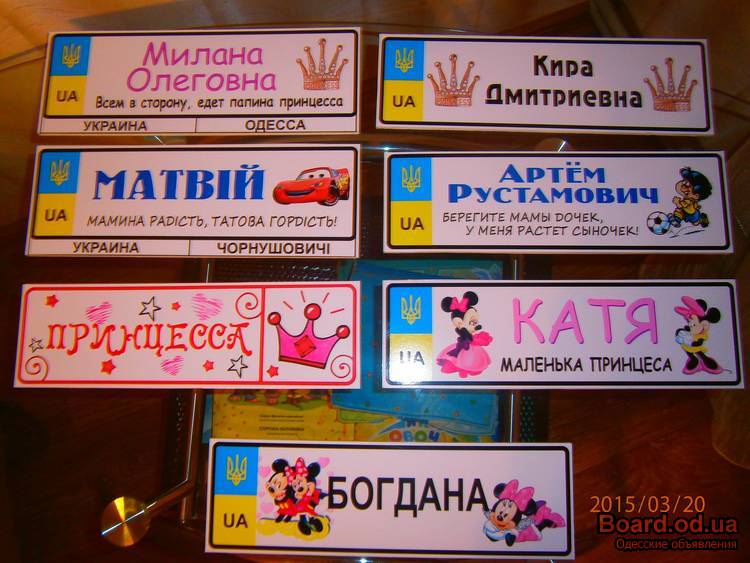 UA
Милана
Олеговна
Всем в сторону, едет папина принцесса
УКРАИНА ОДЕССА
UA
Кира
Дмитриевна
UA
МАТВІЙ
МАМИНА РАДІСТЬ, ТАТОВА ГОРДІСТЬ!
УКРАИНА ЧОРНУШОВИЧІ
UA
АРТЁМ
РУСТАМОВИЧ
БЕРЕГИТЕ МАМЫ ДОЧЕК,
У МЕНЯ РАСТЕТ СЫНОЧЕК!
ПРИНЦЕССА
UA
КАТЯ
МАЛЕНЬКА ПРИНЦЕСА
UA
БОГДАНА
2015/03/20
Board.od.ua
Одесские объявления